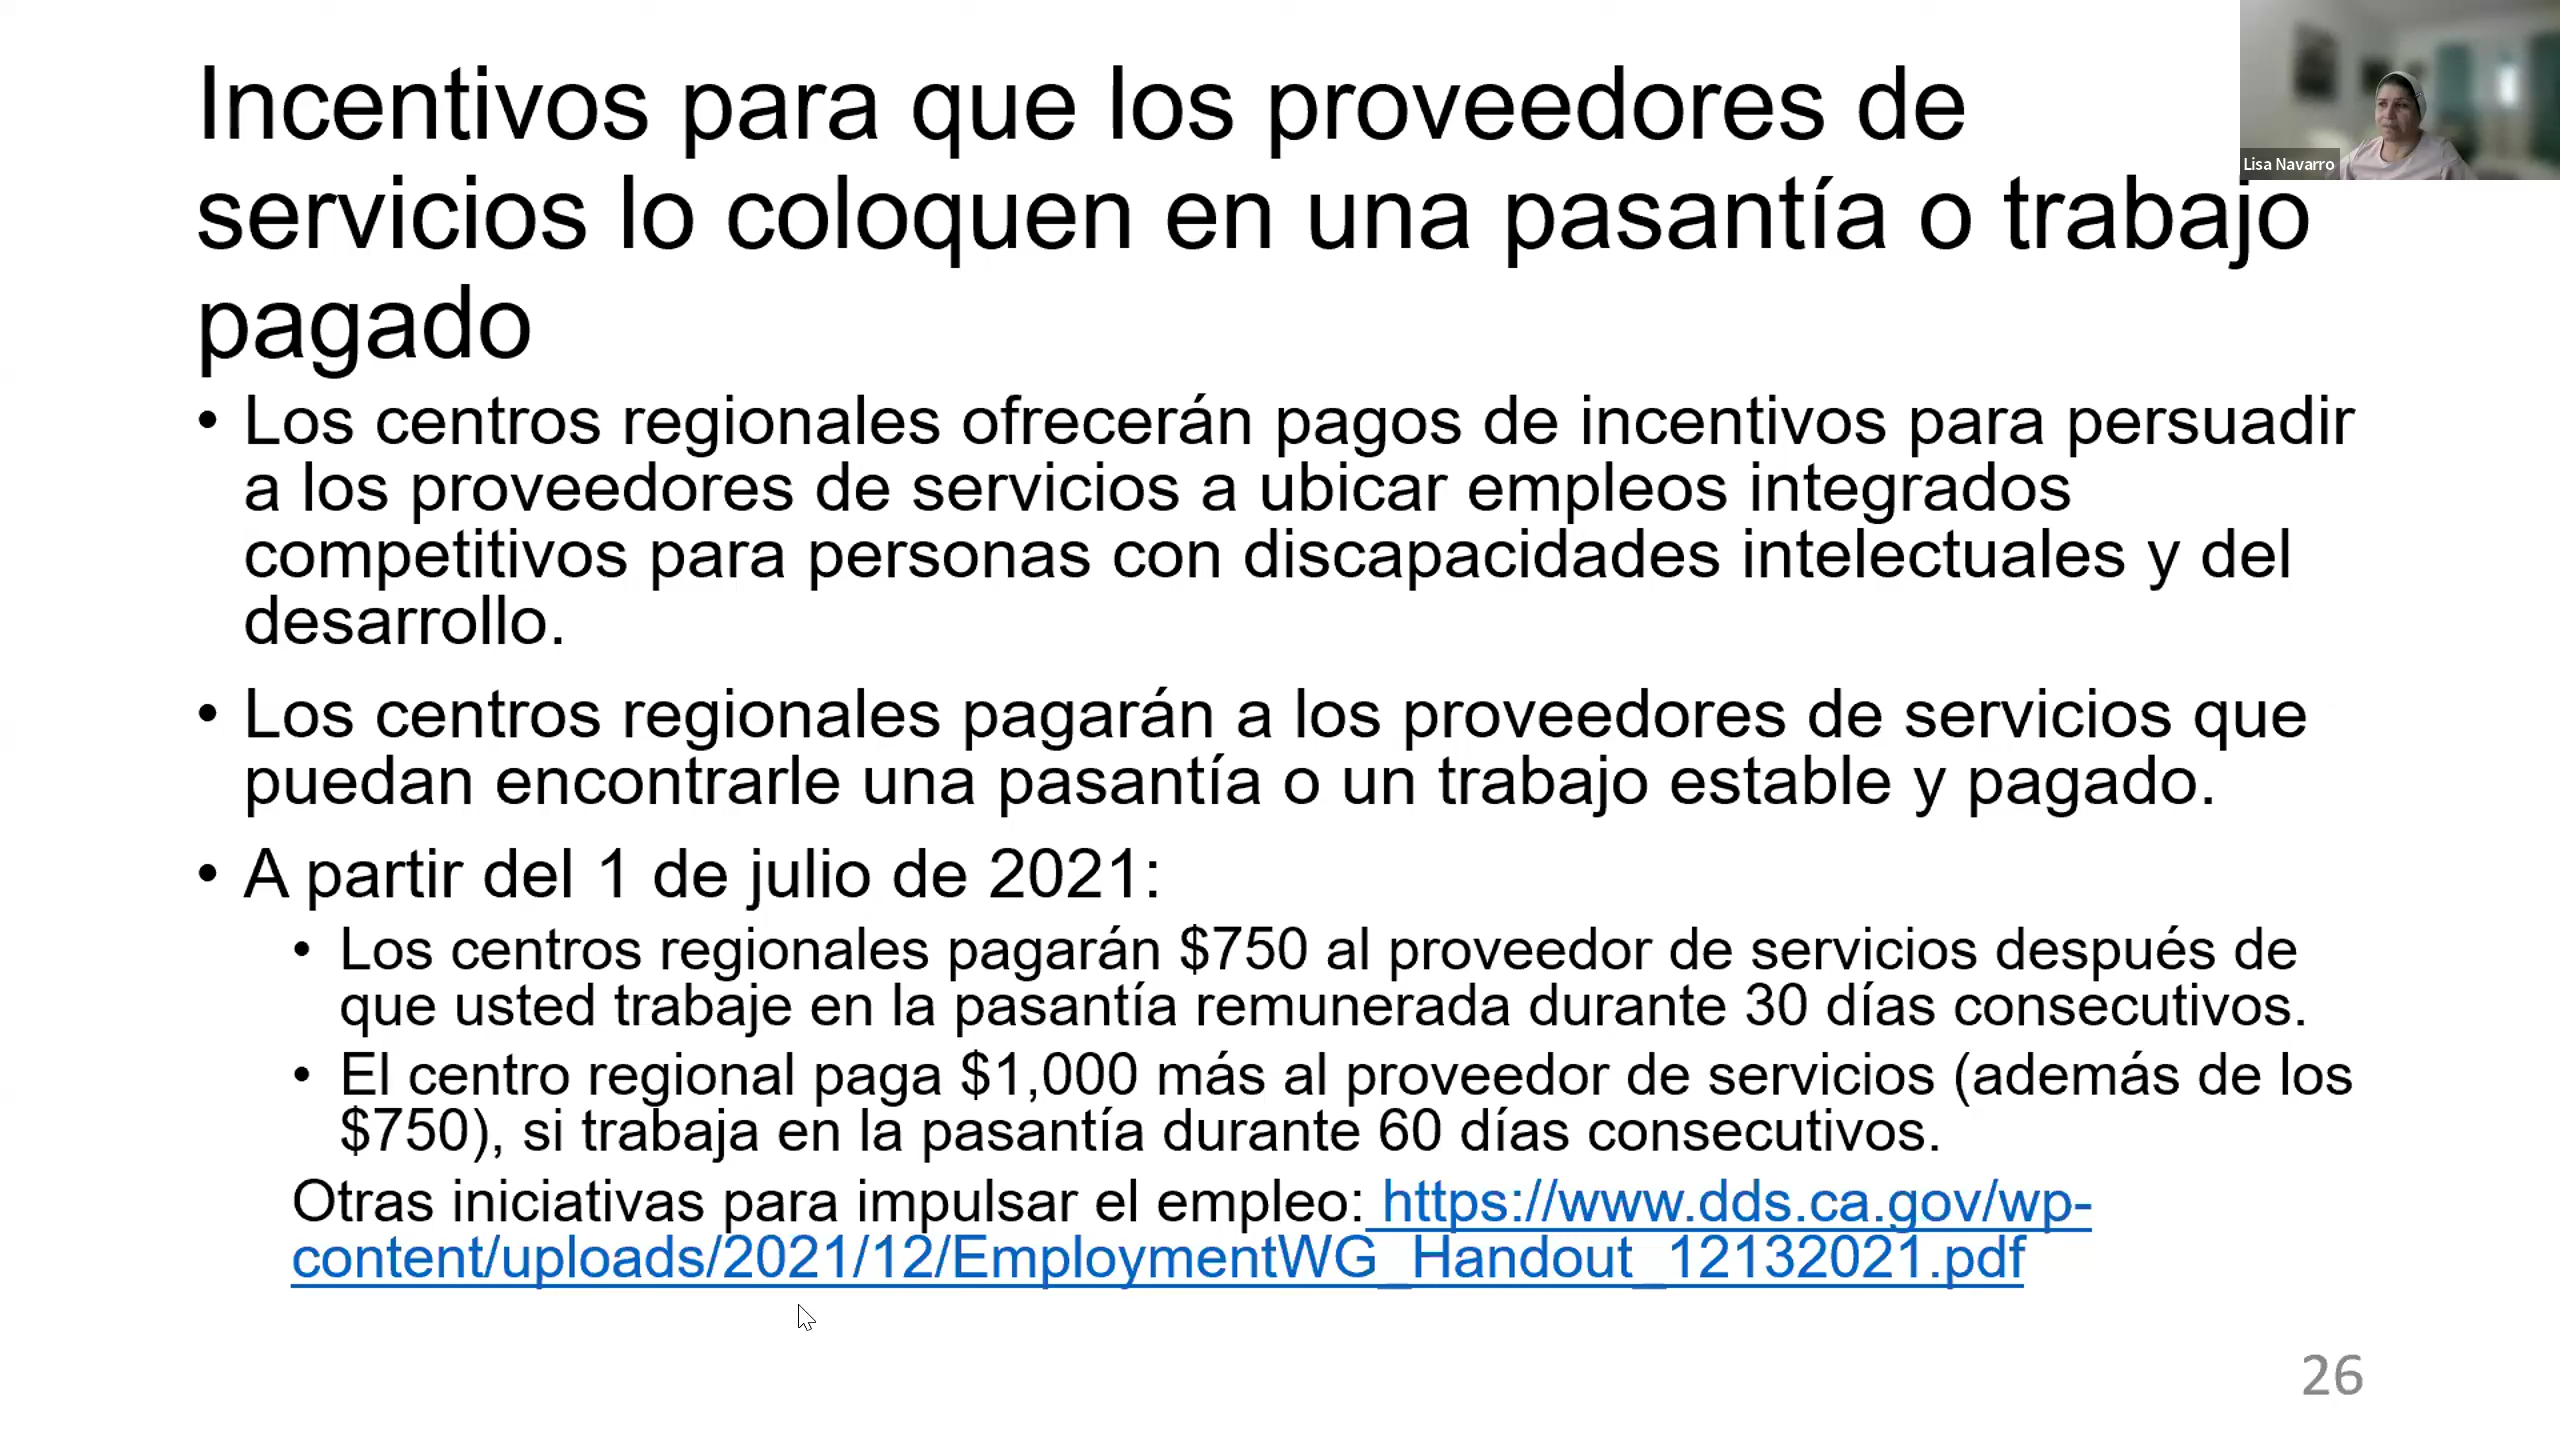 Incentivos para que los proveedores de
servicios lo coloquen en una pasantía o trabajo
pagado
Lisa Navarro
• Los centros regionales ofrecerán pagos de incentivos para persuadir
a los proveedores de servicios a ubicar empleos integrados
competitivos para personas con discapacidades intelectuales y del
desarrollo.
• Los centros regionales pagarán a los proveedores de servicios que
puedan encontrarle una pasantía o un trabajo estable y pagado.
• A partir del 1 de julio de 2021:
• Los centros regionales pagarán $750 al proveedor de servicios después de
que usted trabaje en la pasantía remunerada durante 30 días consecutivos.
• El centro regional paga $1,000 más al proveedor de servicios (además de los
$750), si trabaja en la pasantía durante 60 días consecutivos.
Otras iniciativas para impulsar el empleo: https://www.dds.ca.gov/wp-
content/uploads/2021/12/EmploymentWG_Handout_12132021.pdf
26